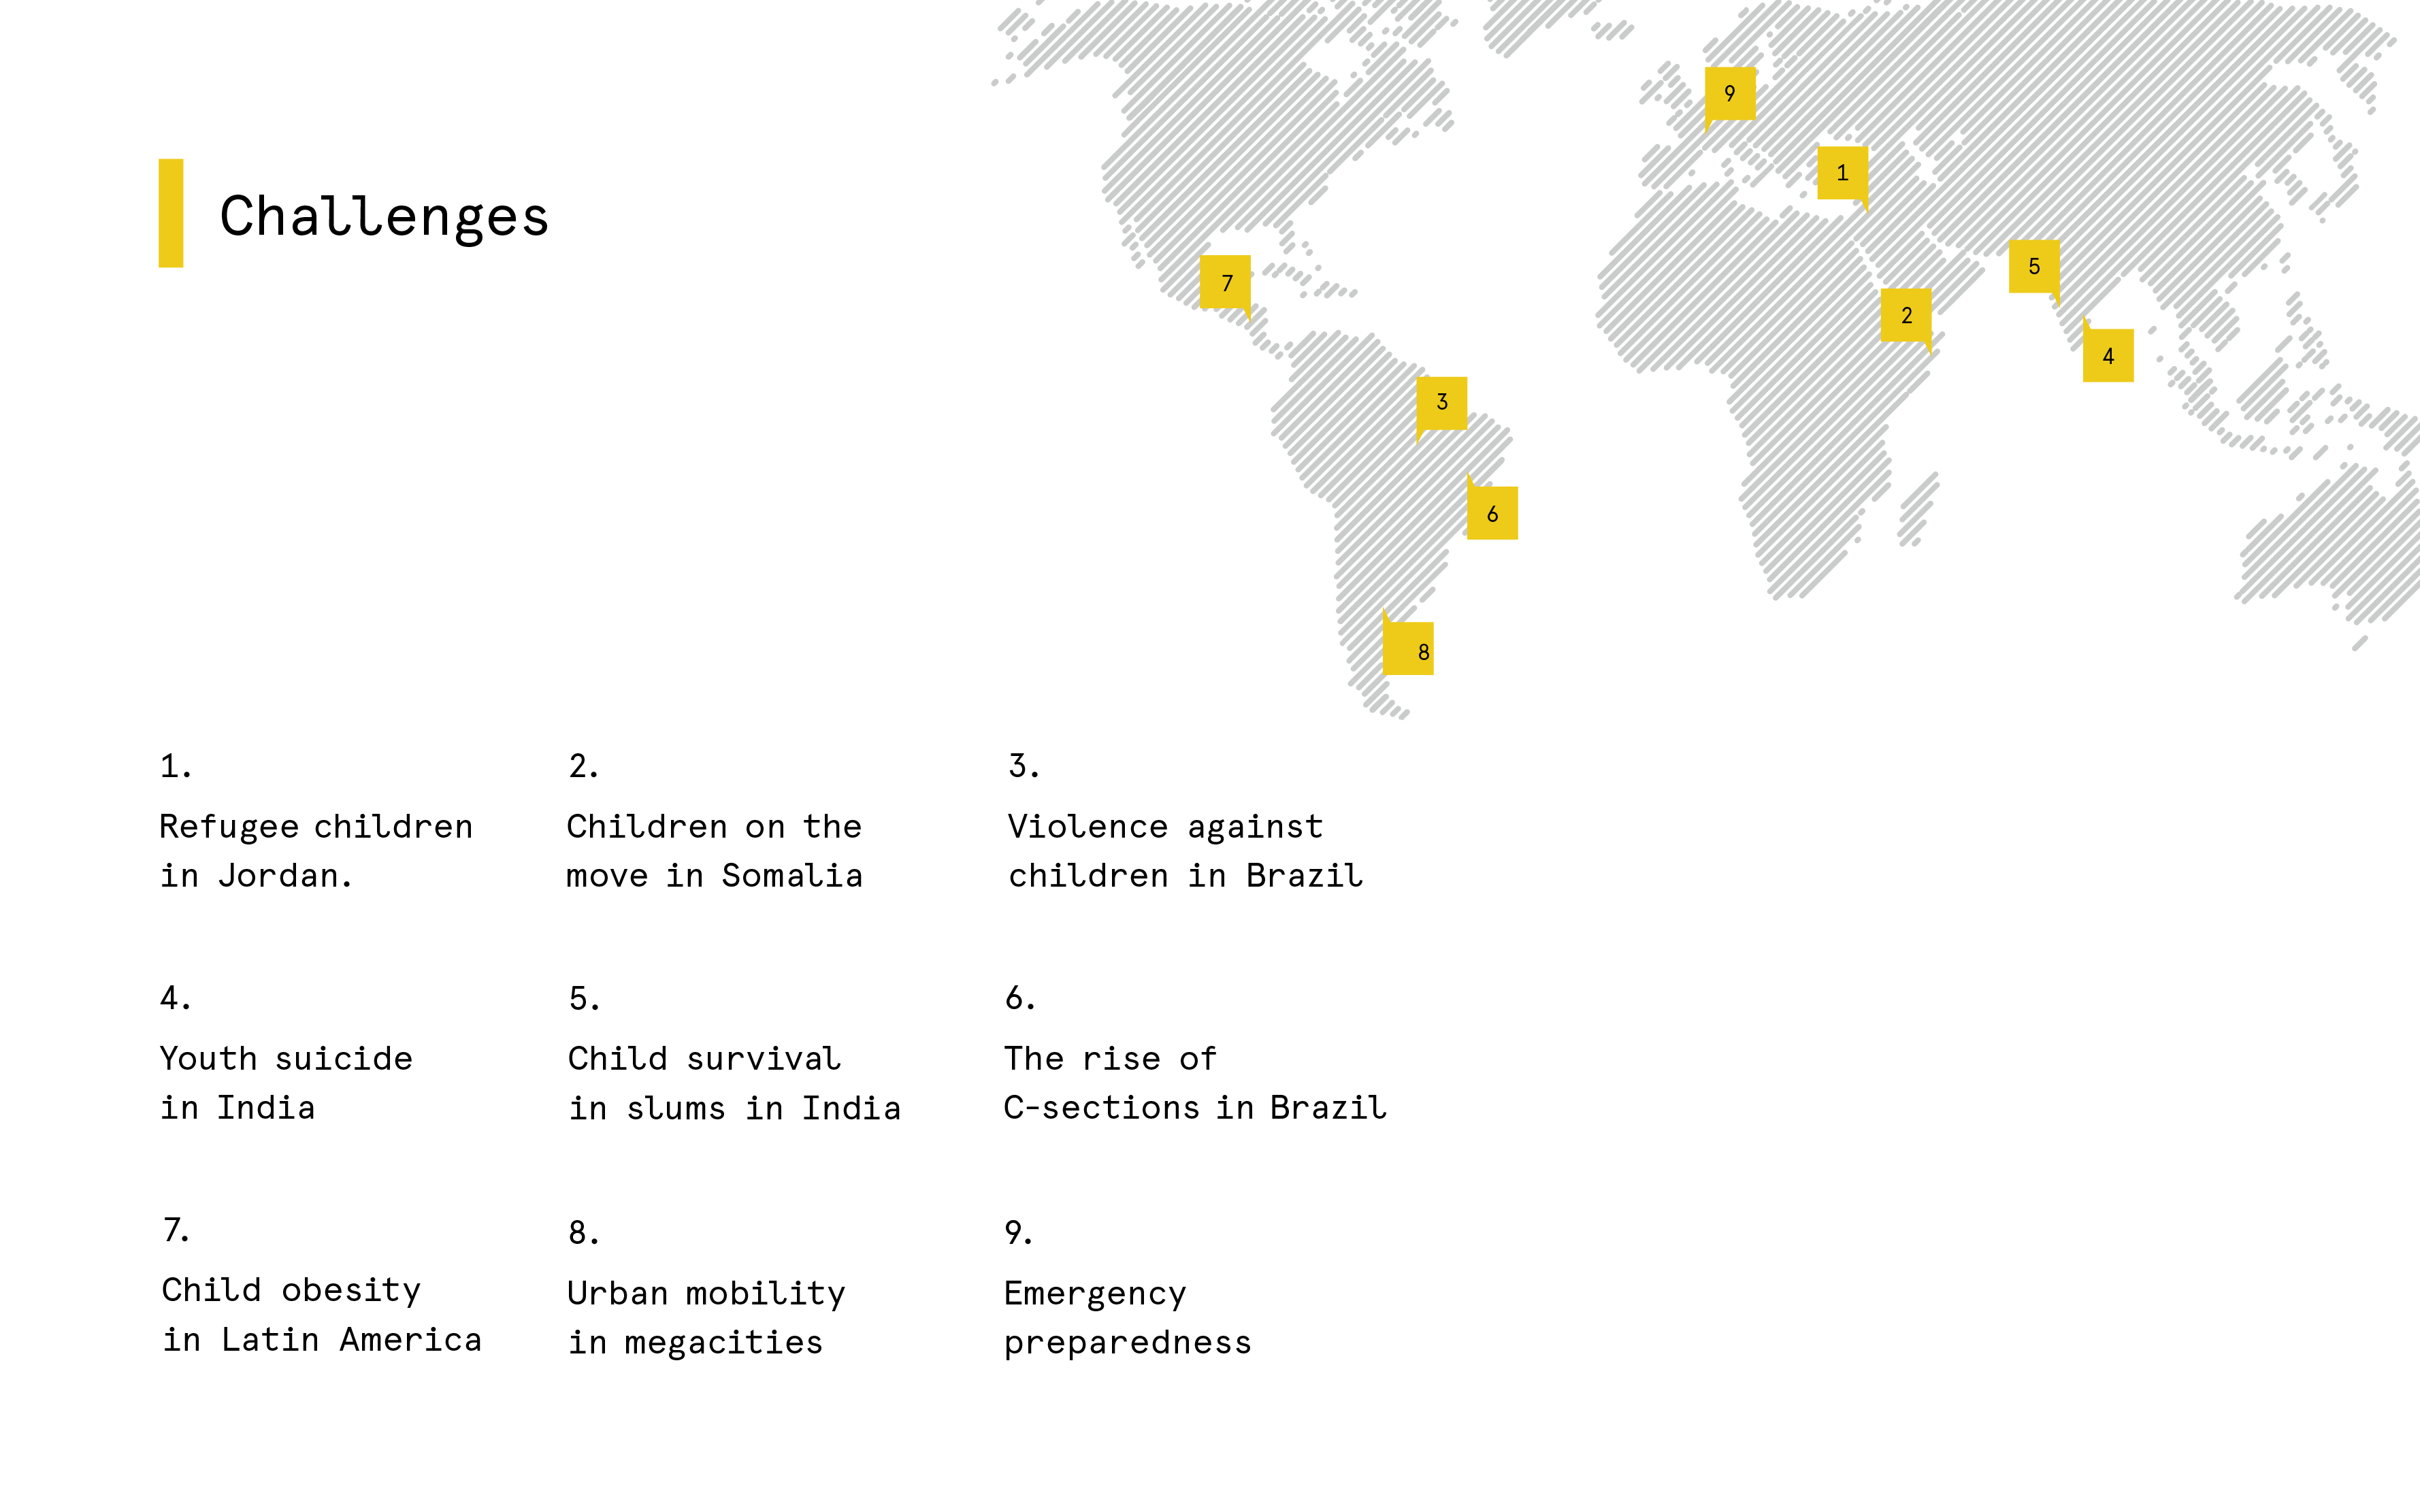 9
1
Challenges
5
7
2
4
3
6
8
1.
Refugee children
in Jordan.
2.
Children on the
move in Somalia
3.
Violence against
children in Brazil
4.
Youth suicide
in India
5.
Child survival
in slums in India
6.
The rise of
C-sections in Brazil
7.
Child obesity
in Latin America
8.
Urban mobility
in megacities
9.
Emergency
preparedness